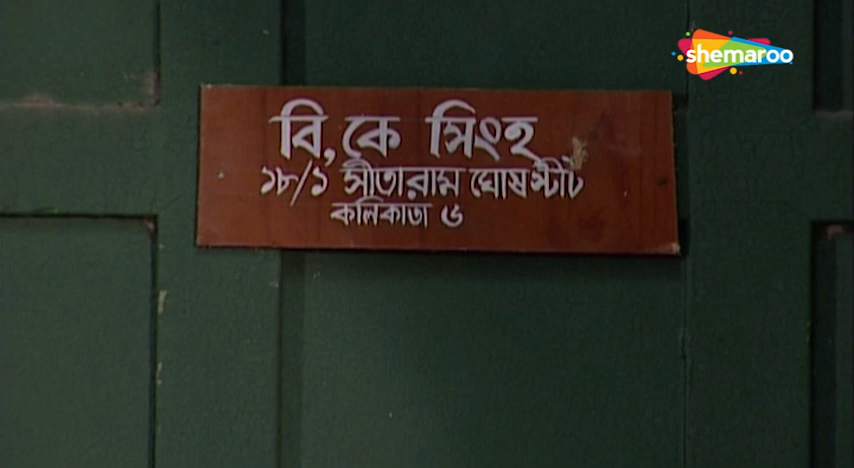 shemaroo
বি, কে সিংহ
১৮/১ সীতারাম ঘোষ স্ট্রীট
কলিকাতা ৬